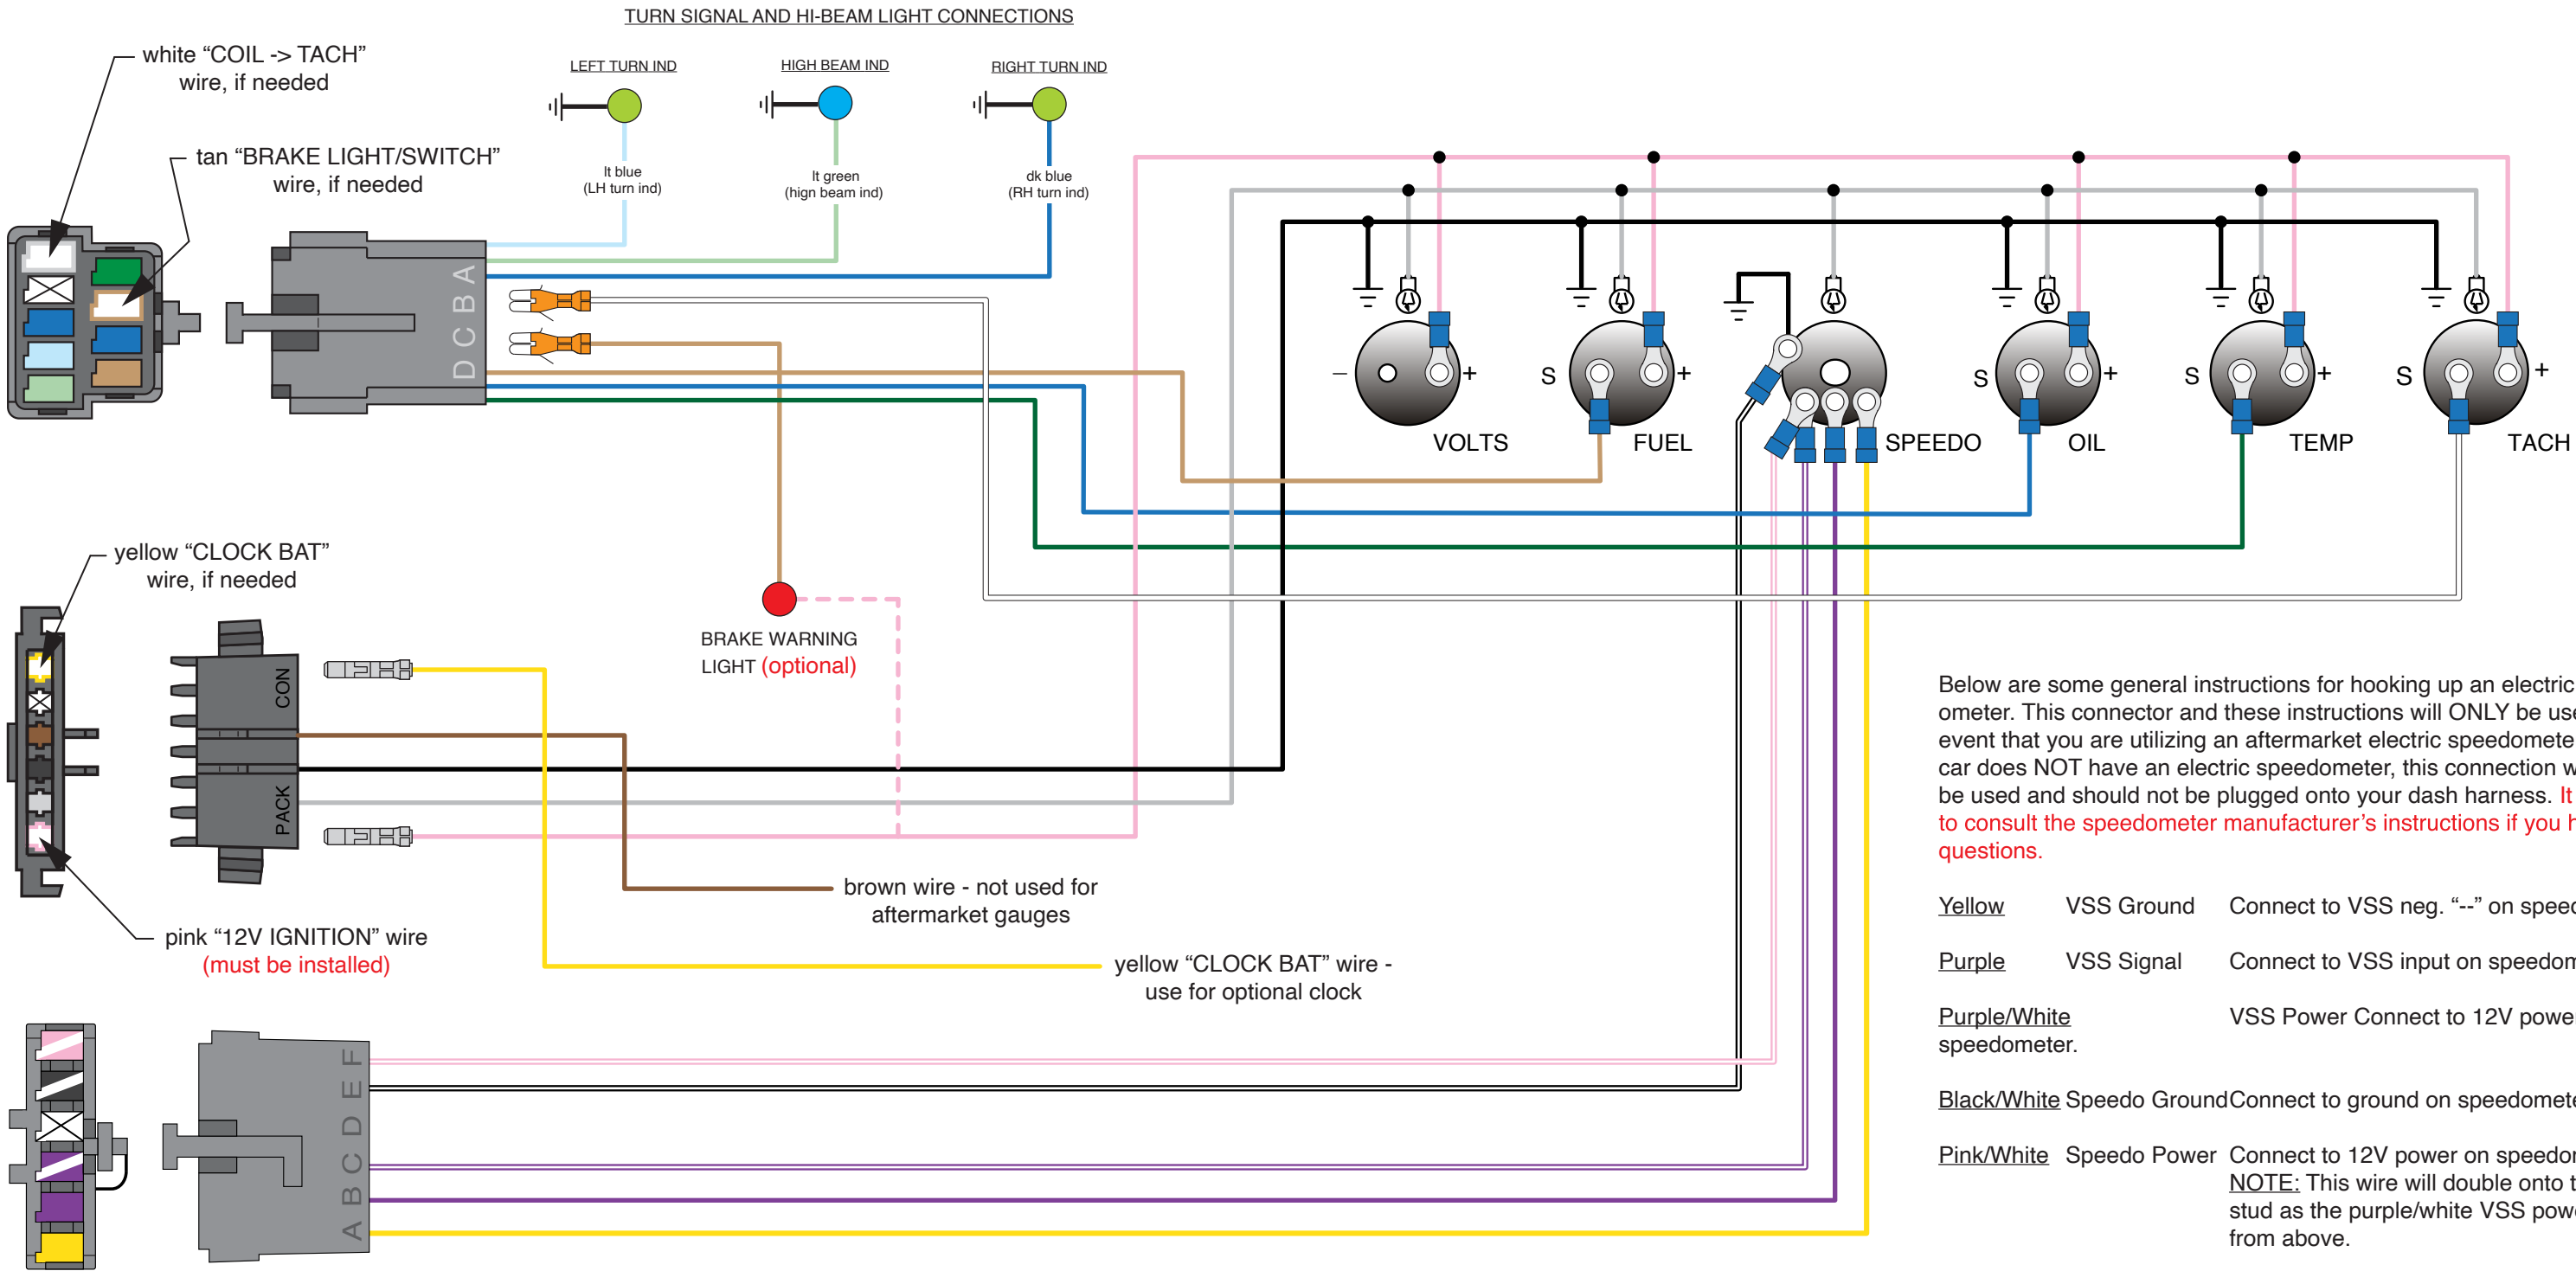 TURN SIGNAL AND HI-BEAM LIGHT CONNECTIONS
white “COIL -> TACH”
wire, if needed
LEFT TURN IND
HIGH BEAM IND
RIGHT TURN IND
tan “BRAKE LIGHT/SWITCH”
wire, if needed
lt blue
(LH turn ind)
lt green
(hign beam ind)
dk blue
(RH turn ind)
D C B A
– +
S +
S +
S +
S +
VOLTS
FUEL
SPEEDO
OIL
TEMP
TACH
yellow “CLOCK BAT”
wire, if needed
BRAKE WARNING
LIGHT (optional)
CON
PACK
brown wire - not used for
aftermarket gauges
pink “12V IGNITION” wire
(must be installed)
yellow “CLOCK BAT” wire -
use for optional clock
A B C D E F
Below are some general instructions for hooking up an electric
ometer. This connector and these instructions will ONLY be
event that you are utilizing an aftermarket electric
car does NOT have an electric speedometer, this connection
be used and should not be plugged onto your dash harness. It
to consult the speedometer manufacturer’s instructions if you
questions.
Yellow VSS Ground Connect to VSS neg. “--” on
Purple VSS Signal Connect to VSS input on
Purple/White VSS Power Connect to 12V
speedometer.
Black/White Speedo Ground Connect to ground on
Pink/White Speedo Power Connect to 12V power on
NOTE: This wire will double onto
stud as the purple/white VSS
from above.